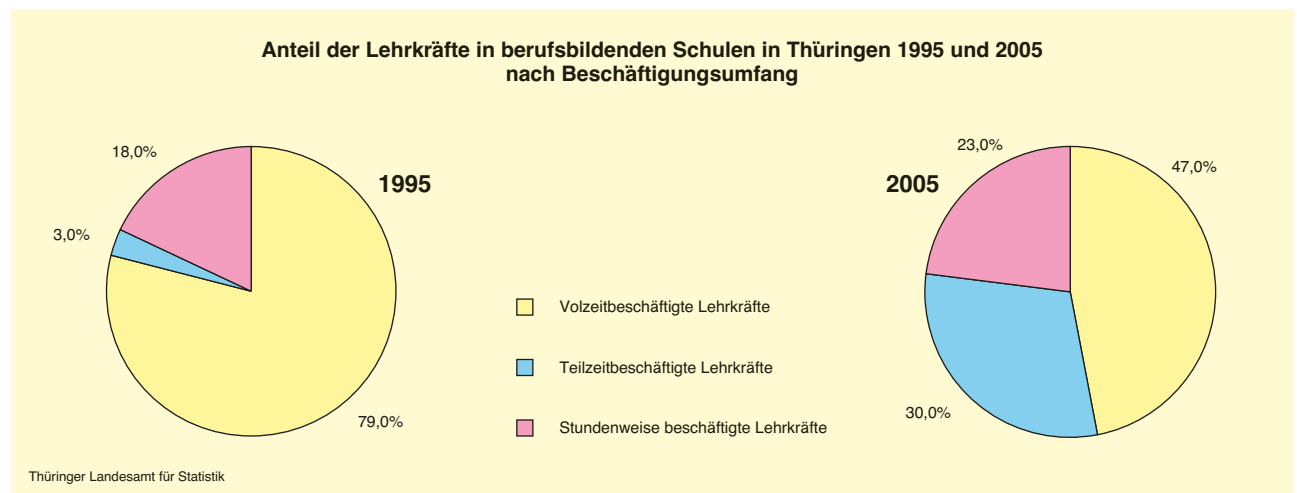 Anteil der Lehrkräfte in berufsbildenden Schulen in Thüringen 1995 und 2005
nach Beschäftigungsumfang
18,0%
1995
3,0%
79,0%
Volzeitbeschäftigte Lehrkräfte
Teilzeitbeschäftigte Lehrkräfte
Stundenweise beschäftigte Lehrkräfte
23,0%
2005
47,0%
30,0%
Thüringer Landesamt für Statistik